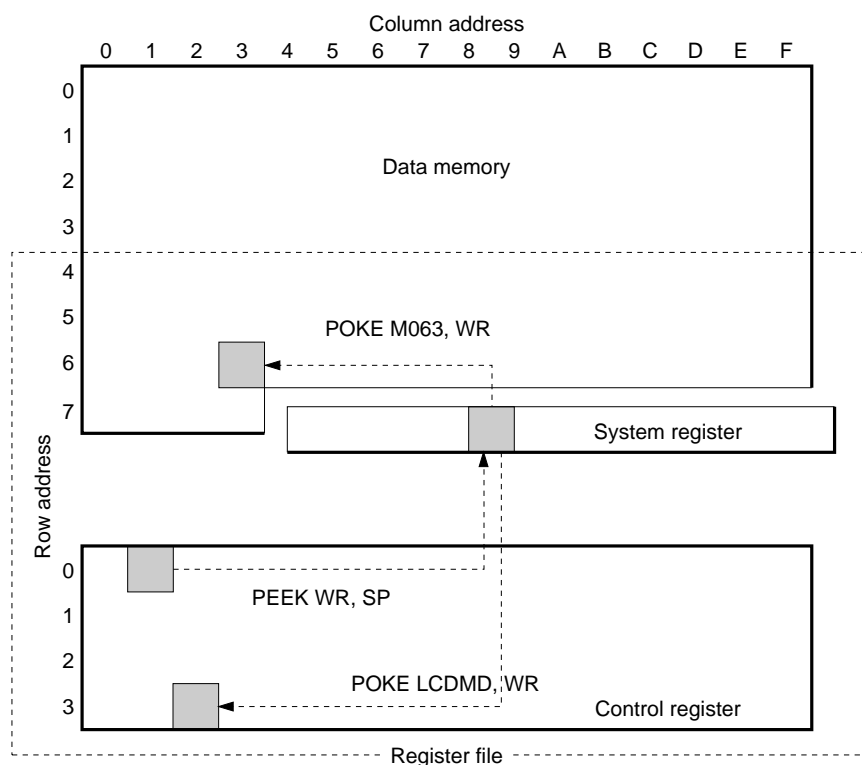 Column address
0 1 2 3 4 5 6 7 8 9 A B C D E F
0
1
2
3
4
5
6
7
Data memory
POKE M063, WR
System register
Row address
0
1
2
3
PEEK WR, SP
POKE LCDMD, WR
Control register
Register file